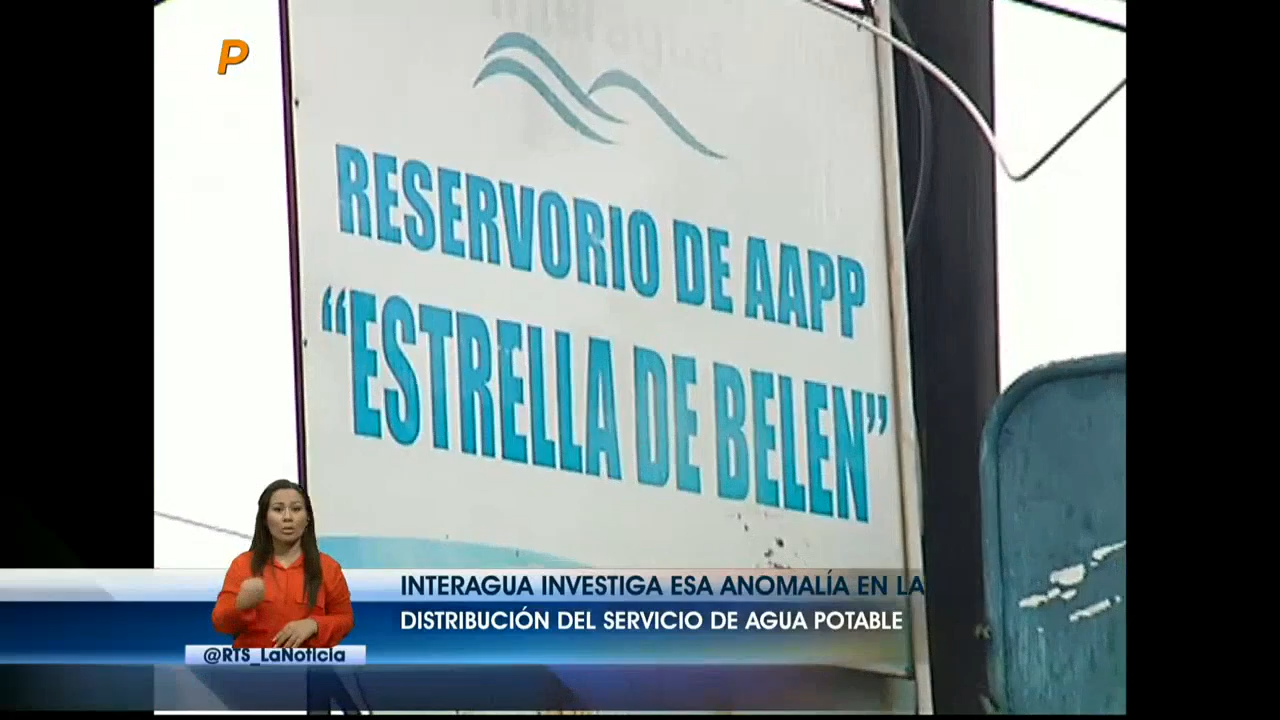 P
RESERVORIO DE AAPP
“ESTRELLA DE BELEN”
INTERAGUA INVESTIGA ESA ANOMALÍA EN LA
DISTRIBUCIÓN DEL SERVICIO DE AGUA POTABLE
@RTS_LaNoticia